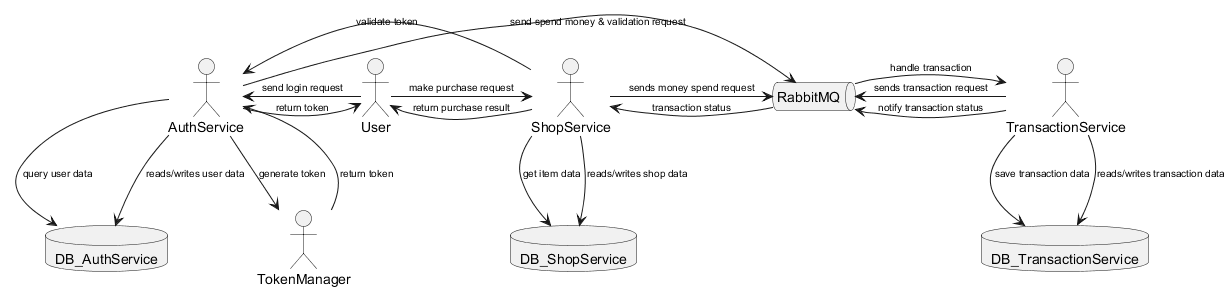 validate token
send spend money & validation request
handle transaction
send login request
make purchase request
sends money spend request
sends transaction request
RabbitMQ
return token
return purchase result
transaction status
notify transaction status
AuthService
User
ShopService
TransactionService
query user data
reads/writes user data
generate token
return token
get item data
reads/writes shop data
save transaction data
reads/writes transaction data
DB_AuthService
DB_ShopService
DB_TransactionService
TokenManager